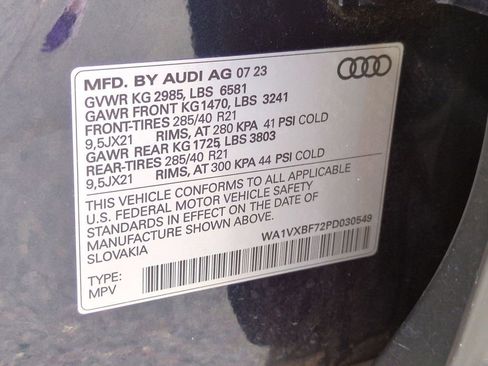 MFD. BY AUDI AG 07 23
GVWR KG 2985, LBS 6581
GAWR FRONT KG1470, LBS 3241
FRONT-TIRES 285/40 R21
9,5JX21 RIMS, AT 280 KPA 41 PSI COLD
GAWR REAR KG 1725, LBS 3803
REAR-TIRES 285/40 R21
9,5JX21 RIMS, AT 300 KPA 44 PSI COLD
THIS VEHICLE CONFORMS TO ALL APPLICABLE
U.S. FEDERAL MOTOR VEHICLE SAFETY
STANDARDS IN EFFECT ON THE DATE OF
MANUFACTURE SHOWN ABOVE.
SLOVAKIA
WA1VXBF72PD030549
TYPE:
MPV